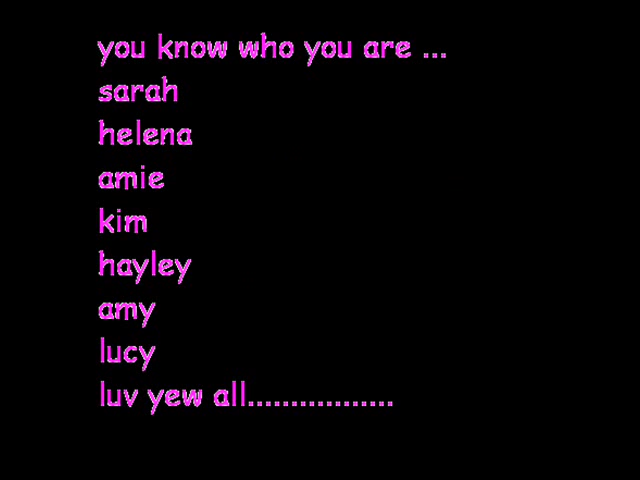 you know who you are ...
sarah
helena
amie
kim
hayley
amy
lucy
luv yew all.................